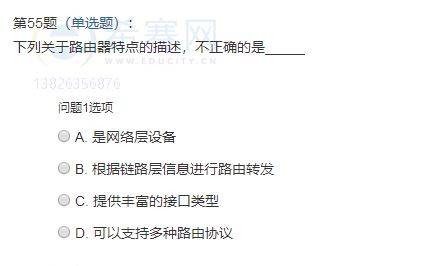 第55题（单选题）：
希赛网
下列关于路由器特点的描述，不正确的是______
WWW.EDUCITY.CN
13826356876
问题1选项
A. 是网络层设备
B. 根据链路层信息进行路由转发
C. 提供丰富的接口类型
D. 可以支持多种路由协议